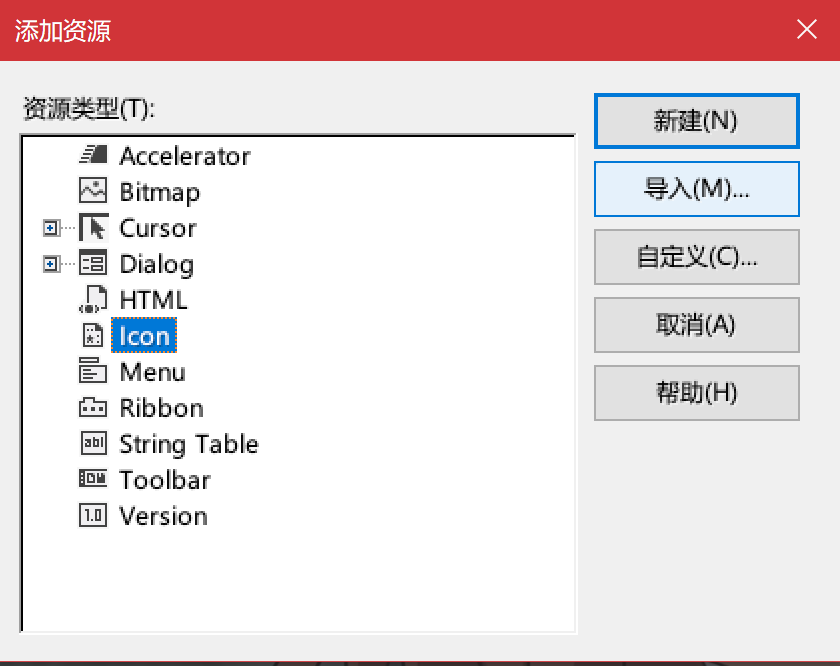 添加资源
资源类型(T):
Accelerator
Bitmap
Cursor
Dialog
HTML
Icon
Menu
Ribbon
String Table
Toolbar
Version
新建(N)
导入(M)...
自定义(C)...
取消(A)
帮助(H)